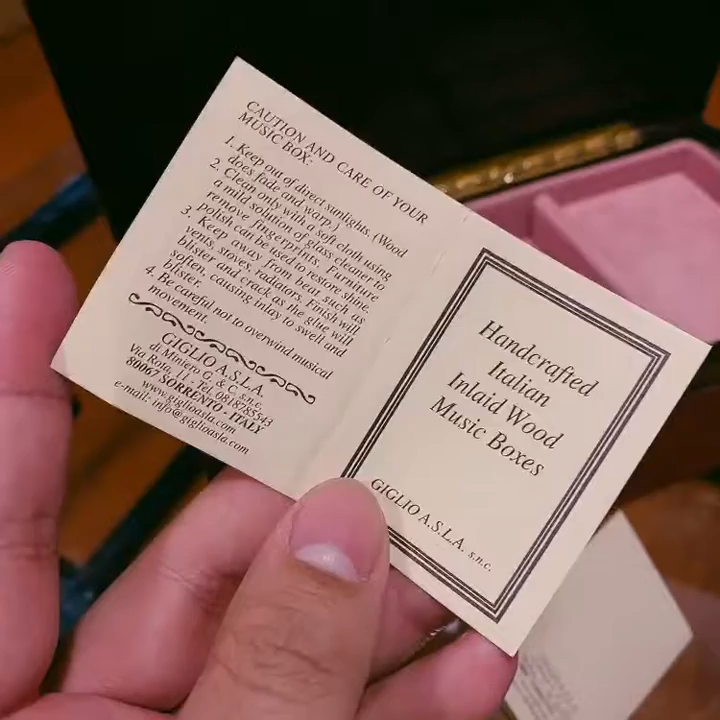 CAUTION AND CARE OF YOUR
MUSIC BOX:
1. Keep out of direct sunlights. (Wood
does fade and warp.)
2. Clean only with a soft cloth using
a mild solution of glass cleaner to
remove fingerprints. Furniture
polish can be used to restore shine.
3. Keep away from heat such as
vents, stoves, radiators. Finish will
blister and crack as the glue will
soften, causing inlay to swell and
blister.
4. Be careful not to overwind musical
movement.
GIGLIO A.S.L.A.
di Miniero G. & C. s.n.c.
Via Rota, 11 - Tel. 0818785543
80067 SORRENTO - ITALY
www.giglioasla.com
e-mail: info@giglioasla.com
Handcrafted
Italian
Inlaid Wood
Music Boxes
GIGLIO A.S.L.A. s.n.c.